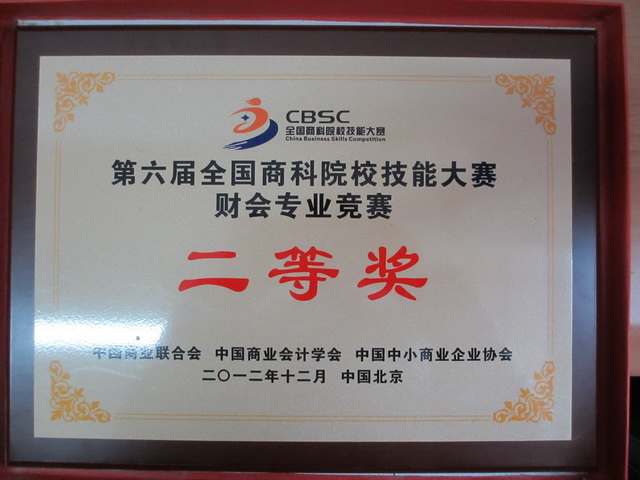 CBSC
全国商科院校技能大赛
China Business Skills Competition
第六届全国商科院校技能大赛
财会专业竞赛
二等奖
中国商业联合会 中国商业会计学会 中国中小商业企业协会
二〇一二年十二月 中国北京